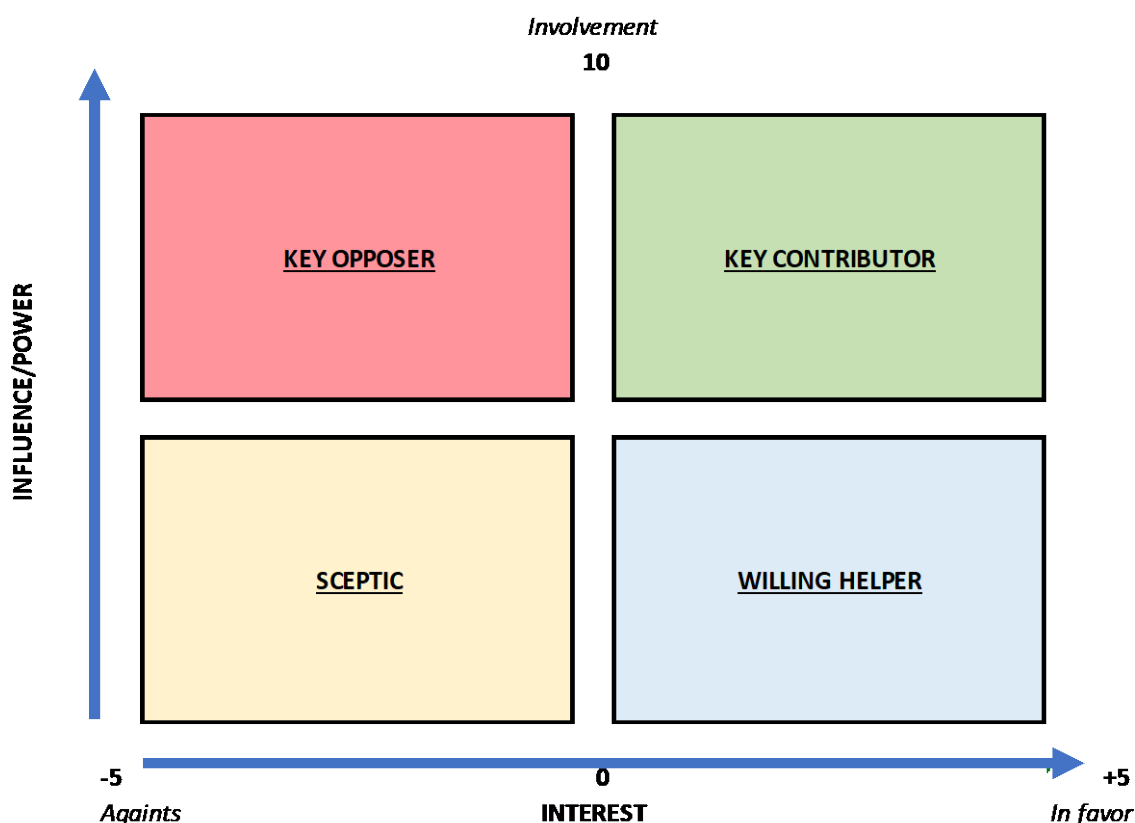 Involvement
10
KEY OPPOSER
KEY CONTRIBUTOR
INFLUENCE/POWER
SCEPTIC
WILLING HELPER
-5
0
+5
Againts
INTEREST
In favor